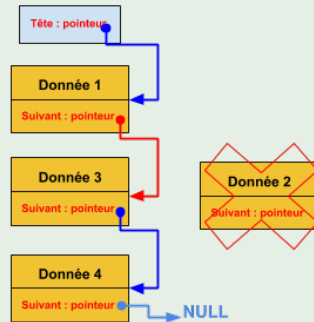 Tête : pointeur
Donnée 1
Suivant : pointeur
Donnée 3
Suivant : pointeur
Donnée 2
Suivant : pointeur
Donnée 4
Suivant : pointeur
NULL